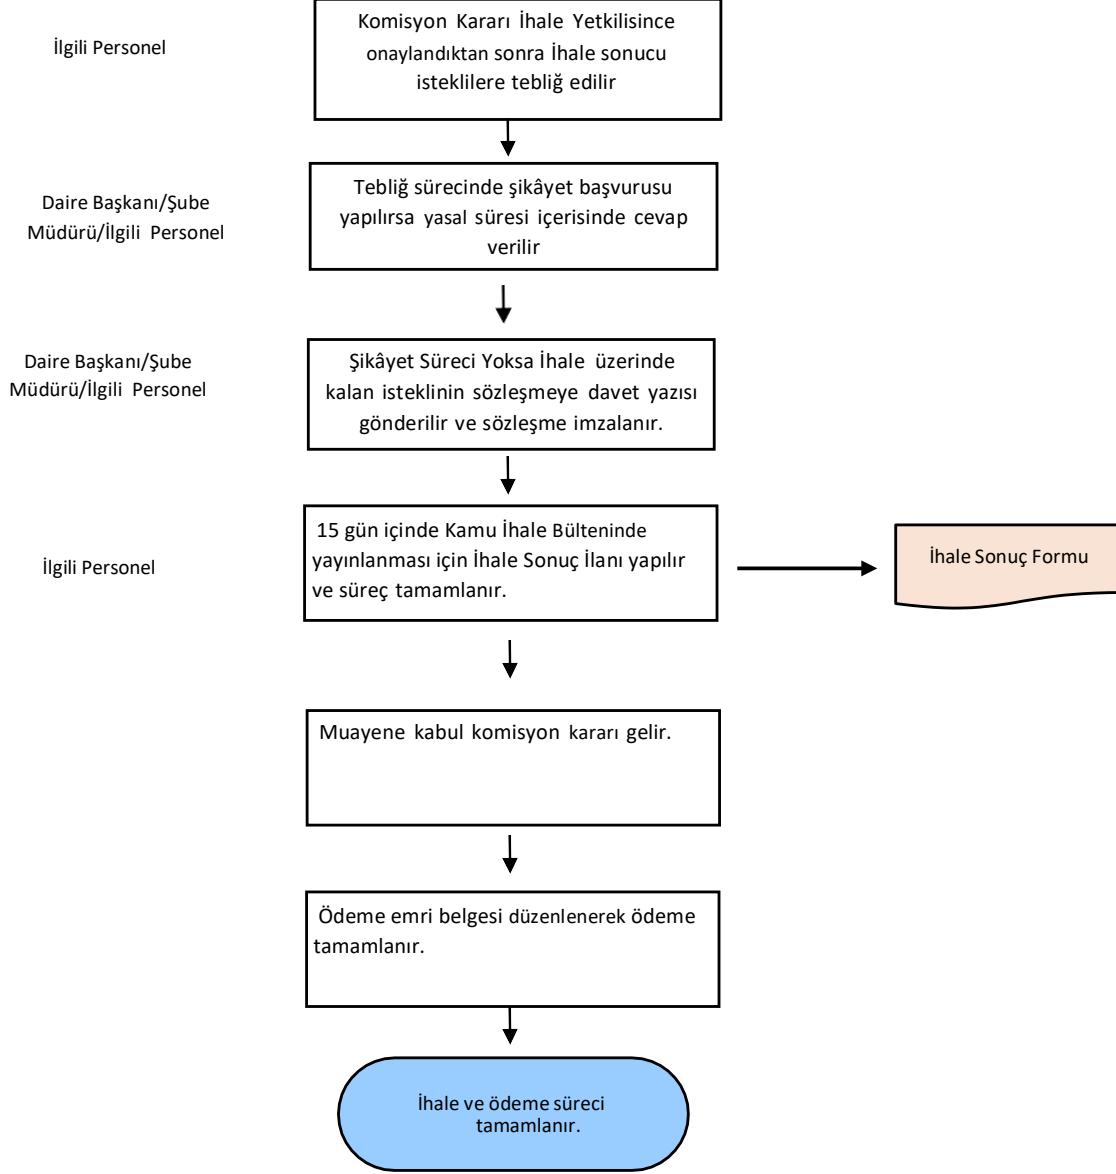 İlgili Personel
Komisyon Kararı İhale Yetkilisince
onaylandıktan sonra İhale sonucu
isteklilere tebliğ edilir
Daire Başkanı/Şube
Müdürü/İlgili Personel
Tebliğ sürecinde şikâyet başvurusu
yapılırsa yasal süresi içerisinde cevap
verilir
Daire Başkanı/Şube
Müdürü/İlgili Personel
Şikâyet Süreci Yoksa İhale üzerinde
kalan isteklinin sözleşmeye davet yazısı
gönderilir ve sözleşme imzalanır.
İlgili Personel
15 gün içinde Kamu İhale Bülteninde
yayınlanması için İhale Sonuç İlanı yapılır
ve süreç tamamlanır.
İhale Sonuç Formu
Muayene kabul komisyon kararı gelir.
Ödeme emri belgesi düzenlenerek ödeme
tamamlanır.
İhale ve ödeme süreci
tamamlanır.